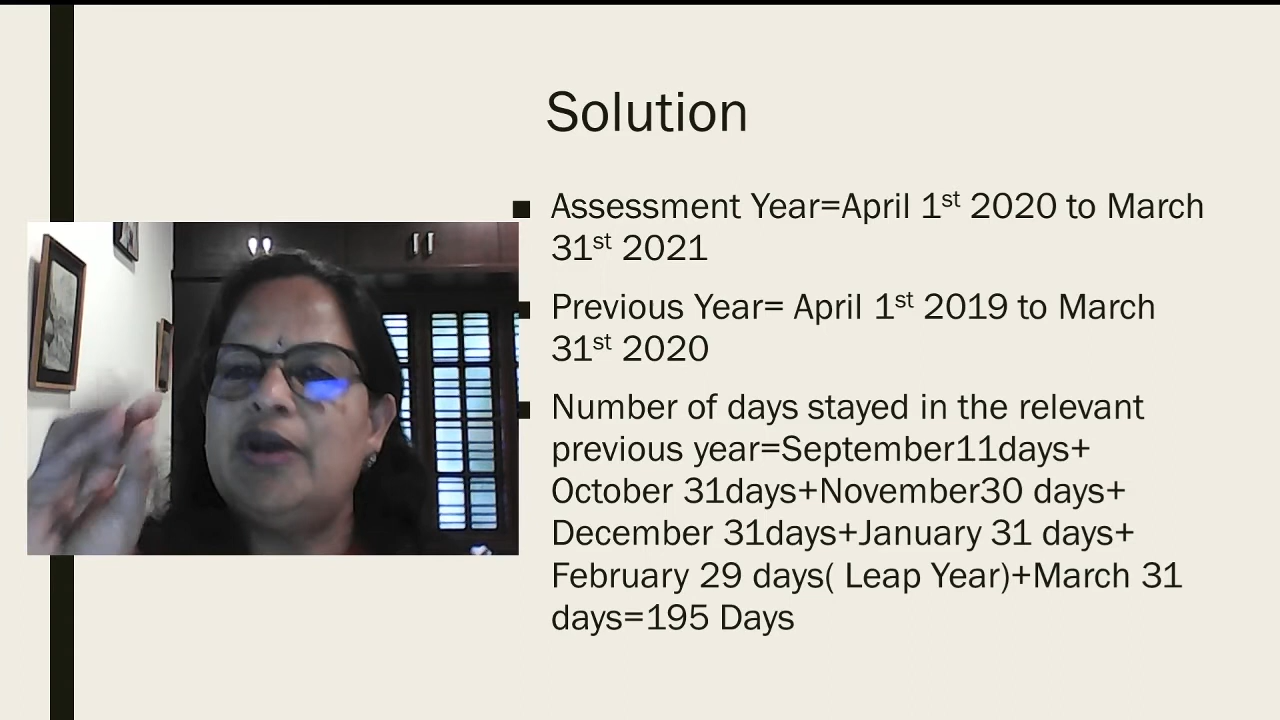 Solution
Assessment Year=April 1st 2020 to March
31st 2021
Previous Year= April 1st 2019 to March
31st 2020
Number of days stayed in the relevant
previous year=September11days+
October 31days+November30 days+
December 31days+January 31 days+
February 29 days( Leap Year)+March 31
days=195 Days